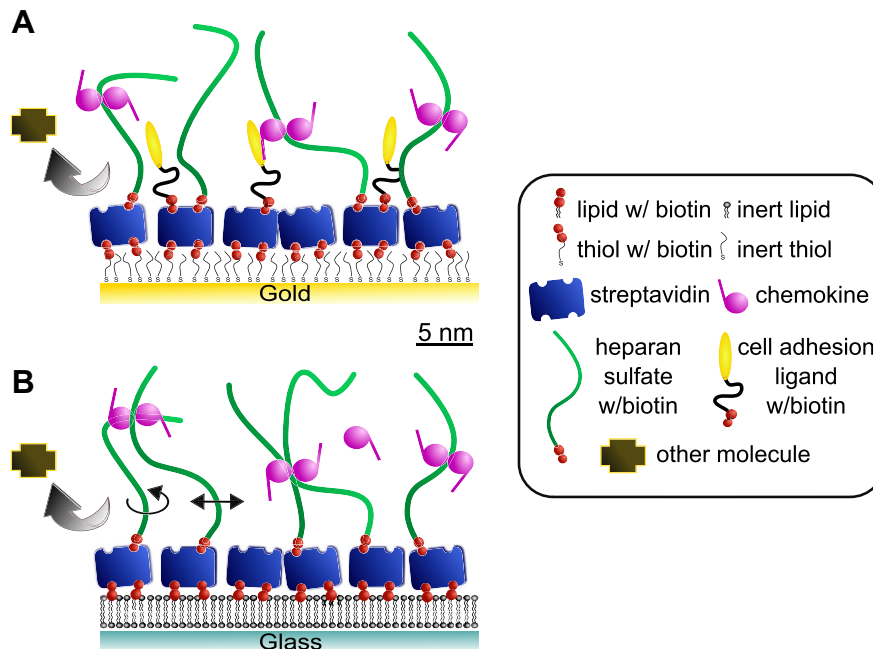 A
Gold
5 nm
B
Glass
lipid w/ biotin
inert lipid
thiol w/ biotin
inert thiol
S
S
streptavidin
chemokine
heparan
sulfate
w/biotin
cell adhesion
ligand
w/biotin
other molecule